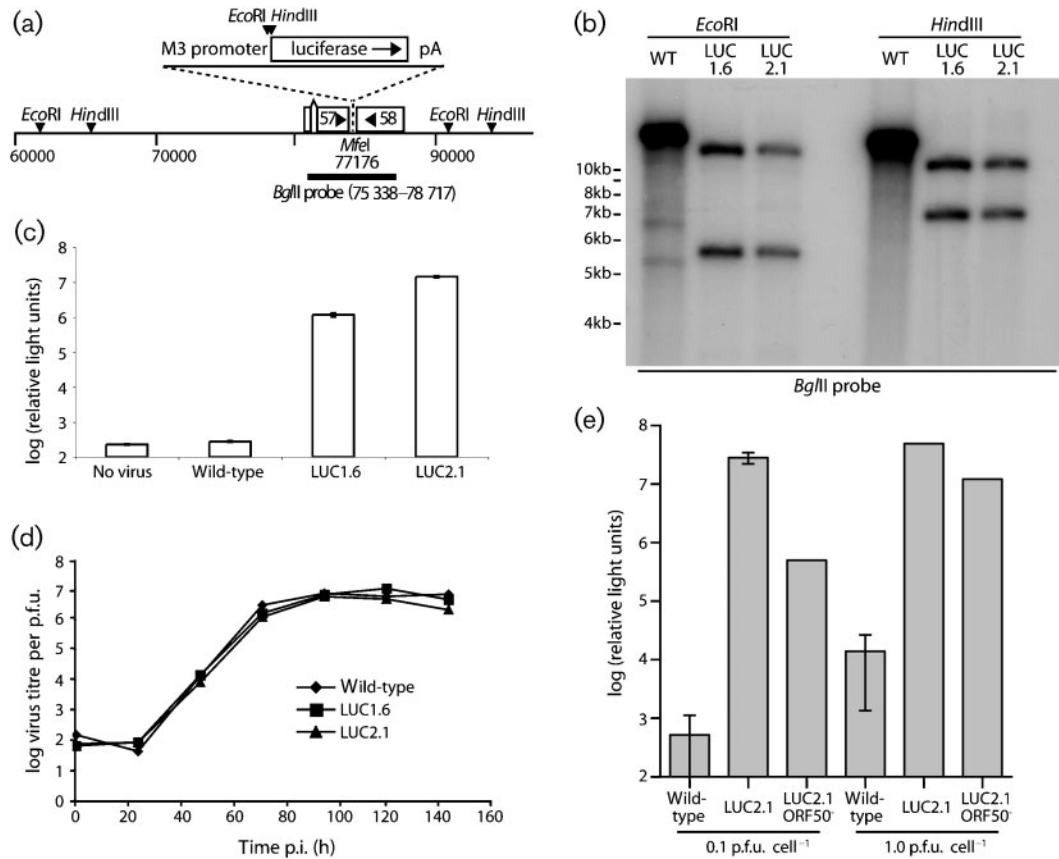 (a)
EcoRI HindIII
M3 promoter luciferase pA
EcoRI HindIII 57 58 EcoRI HindIII
MfeI
60000 70000 77176 90000
BglII probe (75 338–78 717)
(b)
EcoRI HindIII
WT LUC 1.6 LUC 2.1 WT LUC 1.6 LUC 2.1
10kb
8kb
7kb
6kb
5kb
4kb
BglII probe
(c)
log (relative light units)
8
7
6
5
4
3
2
No virus Wild-type LUC1.6 LUC2.1
(d)
log virus titre per p.f.u.
8
7
6
5
4
3
2
1
0
Wild-type
LUC1.6
LUC2.1
0 20 40 60 80 100 120 140 160
Time p.i. (h)
(e)
log (relative light units)
8
7
6
5
4
3
2
Wild-type LUC2.1 LUC2.1 ORF50⁻ Wild-type LUC2.1 LUC2.1 ORF50⁻
0.1 p.f.u. cell⁻¹ 1.0 p.f.u. cell⁻¹